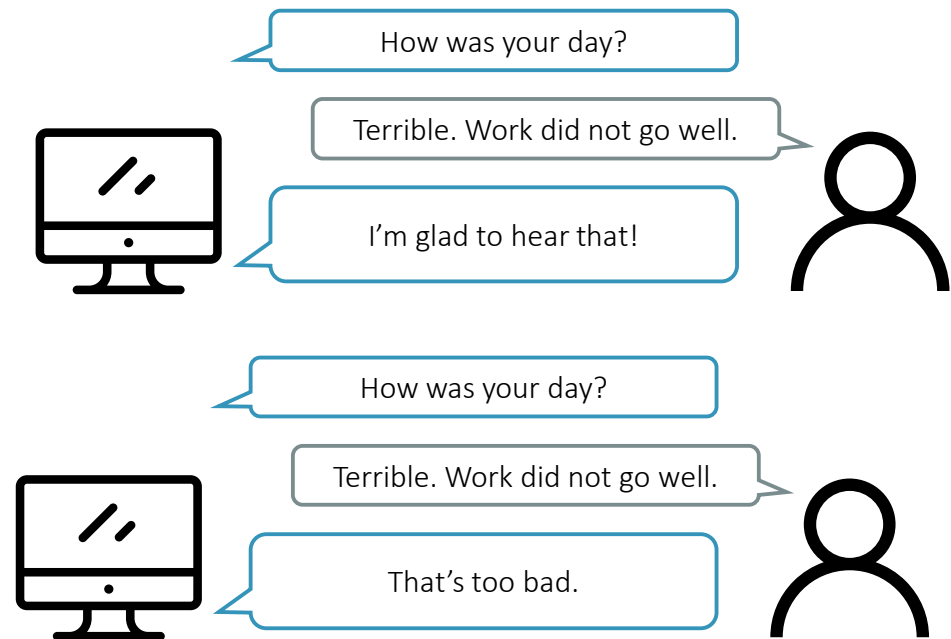 How was your day?
Terrible. Work did not go well.
I’m glad to hear that!
How was your day?
Terrible. Work did not go well.
That’s too bad.